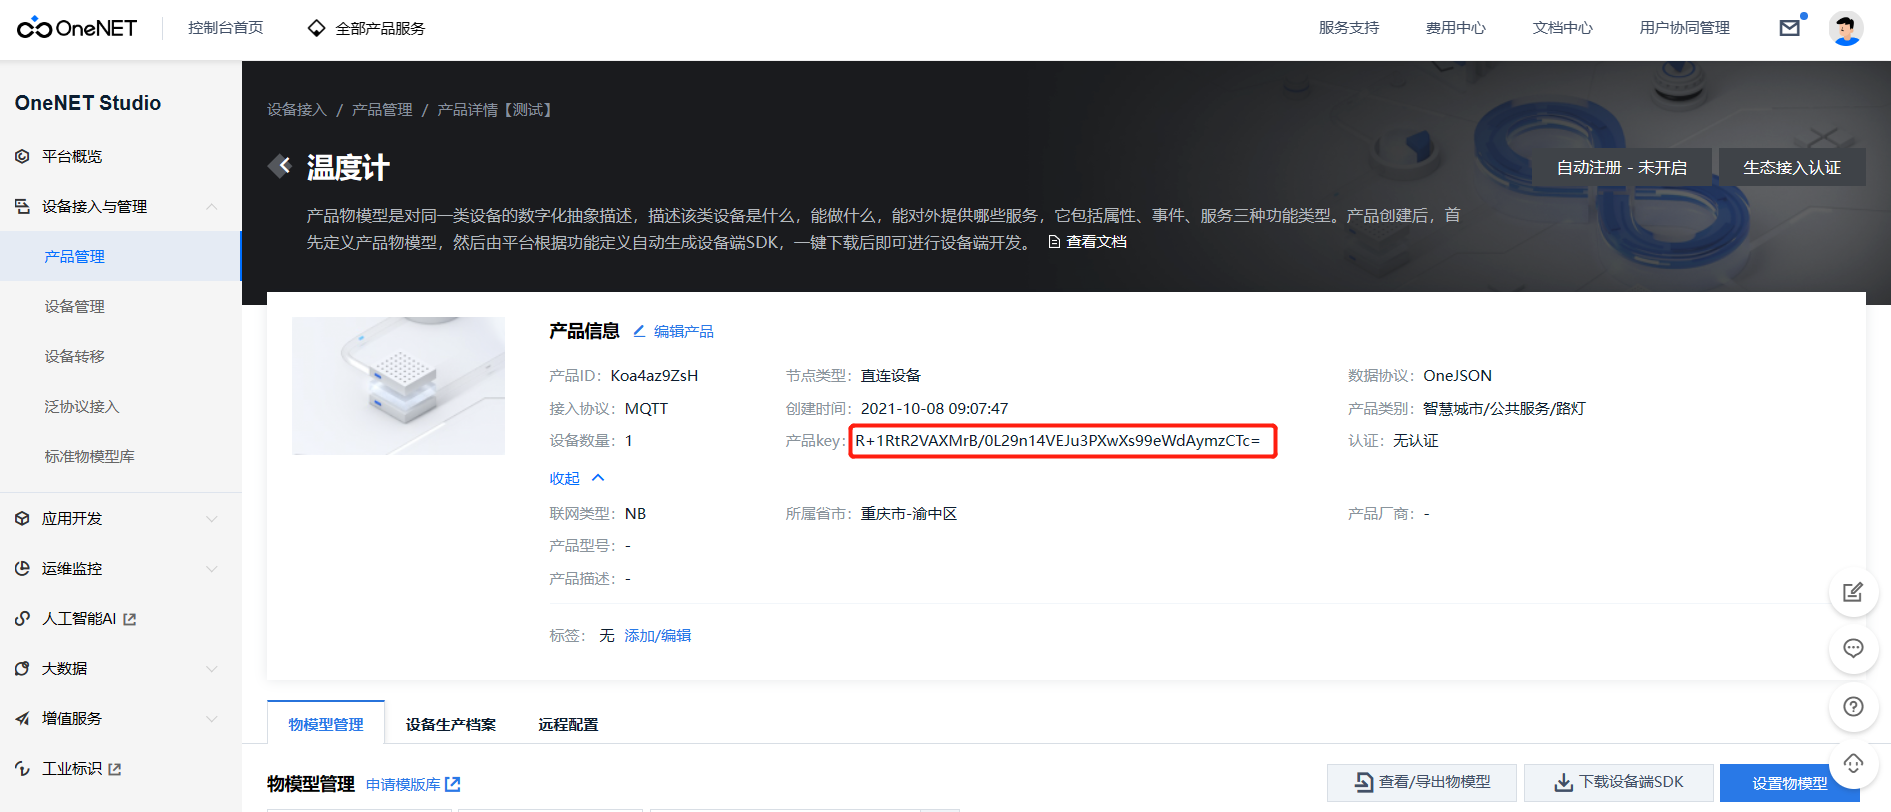 OneNET 控制台首页 全部产品服务 服务支持 费用中心 文档中心 用户协同管理
OneNET Studio
平台概览
设备接入与管理
产品管理
设备管理
设备转移
泛协议接入
标准物模型库
应用开发
运维监控
人工智能AI
大数据
增值服务
工业标识
设备接入 / 产品管理 / 产品详情【测试】
温度计
自动注册 - 未开启 生态接入认证
产品物模型是对同一类设备的数字化抽象描述，描述该类设备是什么，能做什么，能对外提供哪些服务，它包括属性、事件、服务三种功能类型。产品创建后，首
先定义产品物模型，然后由平台根据功能定义自动生成设备端SDK，一键下载后即可进行设备端开发。 查看文档
产品信息 编辑产品
产品ID： Koa4az9ZsH 节点类型： 直连设备 数据协议： OneJSON
接入协议： MQTT 创建时间： 2021-10-08 09:07:47 产品类别： 智慧城市/公共服务/路灯
设备数量： 1 产品key： R+1RtR2VAXMrB/0L29n14VEJu3PXwXs99eWdAymzCTc= 认证： 无认证
收起
联网类型： NB 所属省市： 重庆市-渝中区 产品厂商： -
产品型号： -
产品描述： -
标签： 无 添加/编辑
物模型管理 设备生产档案 远程配置
物模型管理 申请模版库 查看/导出物模型 下载设备端SDK 设置物模型